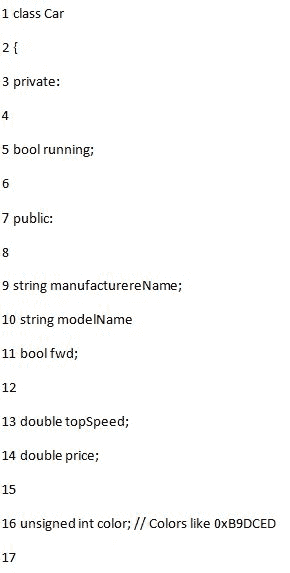 1 class Car
2 {
3 private:
4
5 bool running;
6
7 public:
8
9 string manufacturereName;
10 string modelName
11 bool fwd;
12
13 double topSpeed;
14 double price;
15
16 unsigned int color; // Colors like 0xB9DCED
17